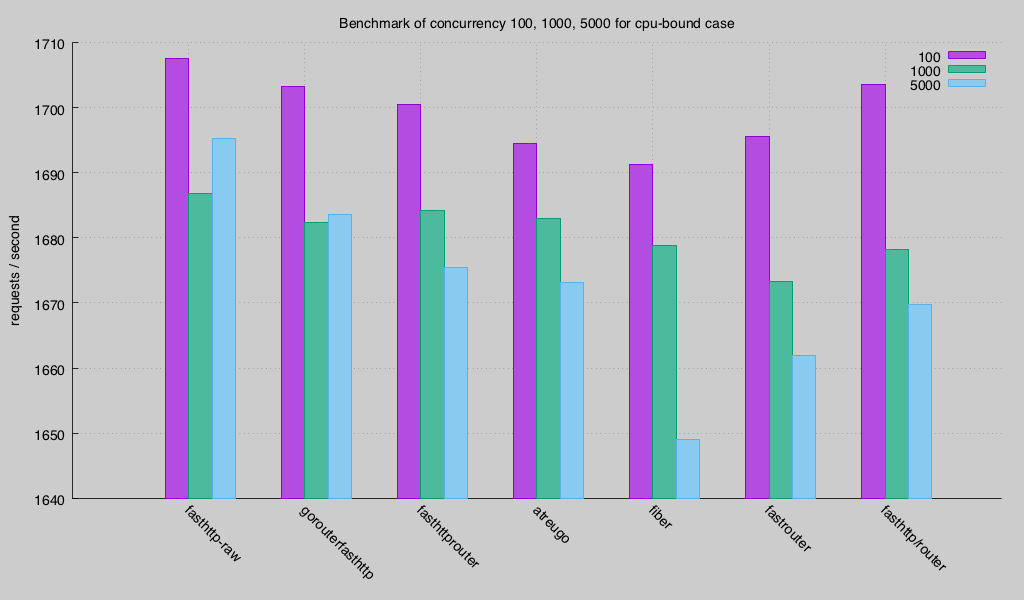 Benchmark of concurrency 100, 1000, 5000 for cpu-bound case
100
1000
5000
requests / second
1710
1700
1690
1680
1670
1660
1650
1640
fasthttp-raw
gorouterfasthttp
fasthttprouter
atreugo
fiber
fastrouter
fasthttp/router